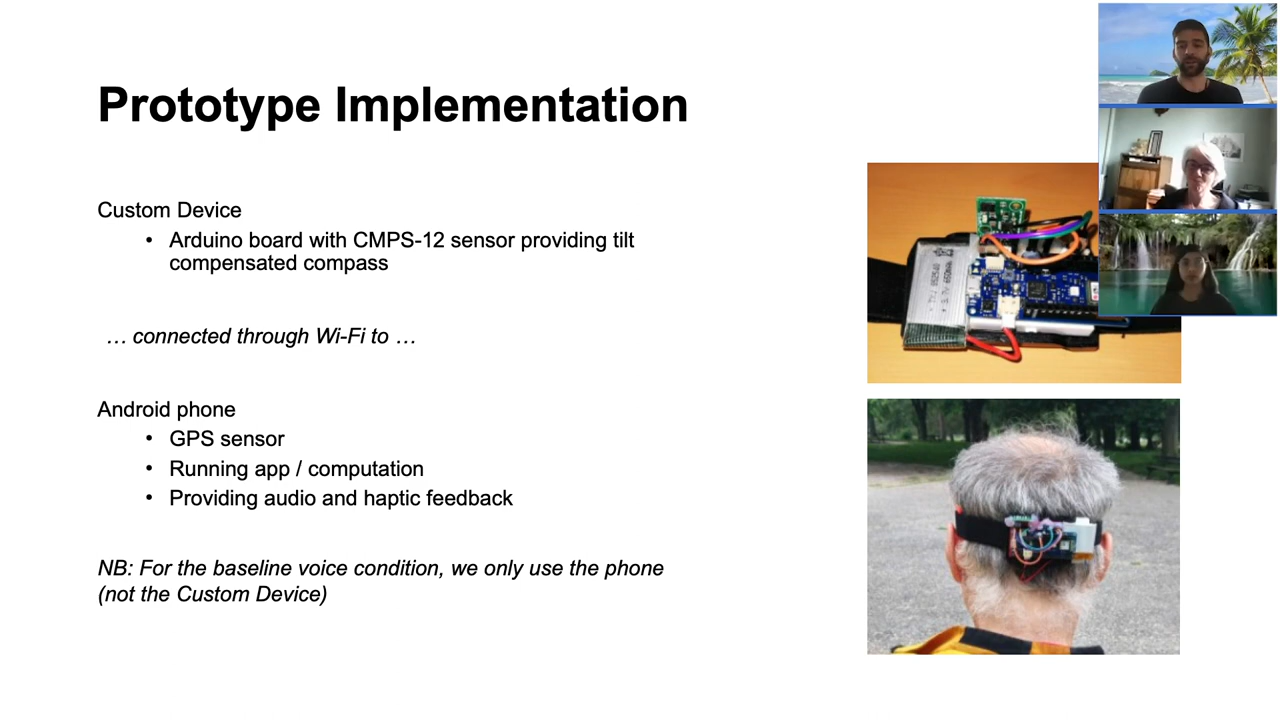 Prototype Implementation
Custom Device
• Arduino board with CMPS-12 sensor providing tilt
compensated compass
… connected through Wi-Fi to …
Android phone
• GPS sensor
• Running app / computation
• Providing audio and haptic feedback
NB: For the baseline voice condition, we only use the phone
(not the Custom Device)